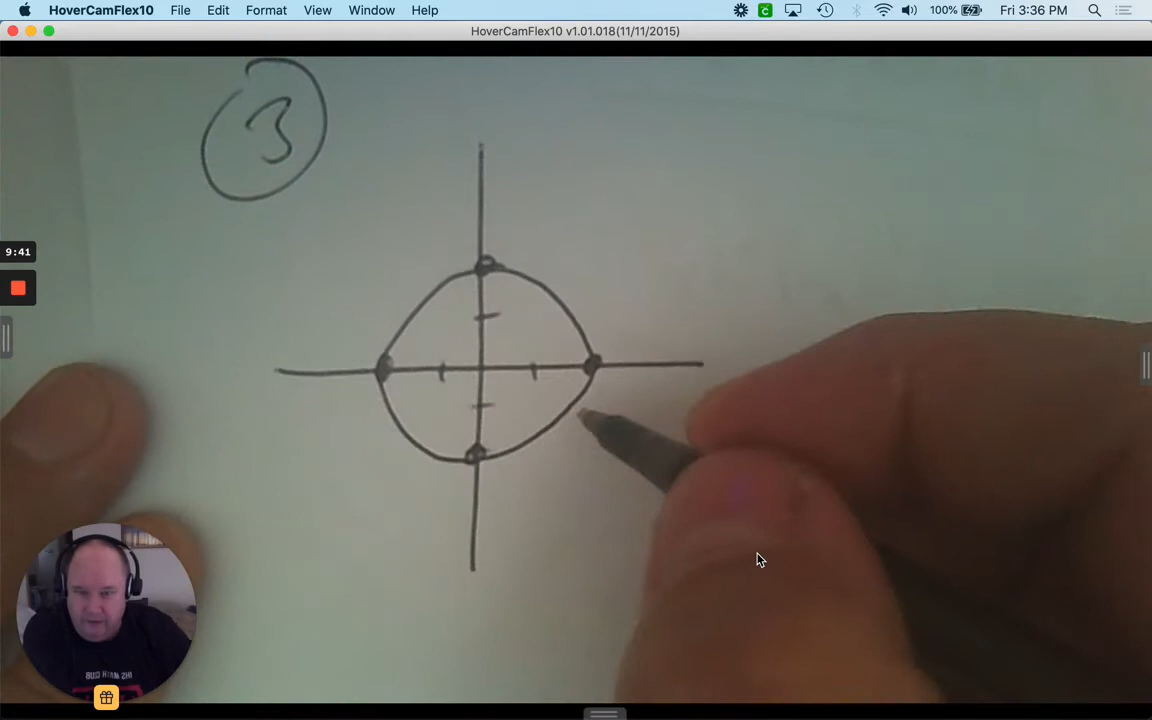 HoverCamFlex10 File Edit Format View Window Help 100% Fri 3:36 PM
HoverCamFlex10 v1.01.018(11/11/2015)
3
9:41